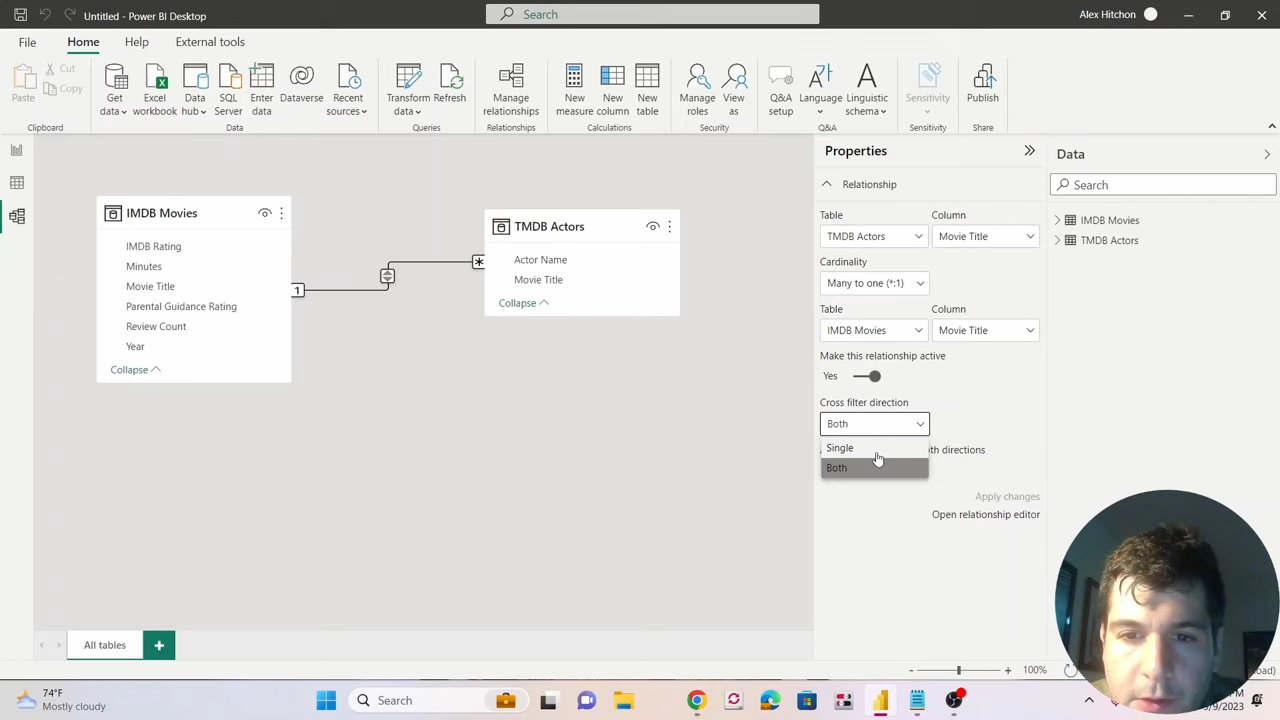 Untitled - Power BI Desktop
Search
Alex Hitchon
File
Home
Help
External tools
Paste
Cut
Copy
Get data
Excel workbook
Data hub
SQL Server
Enter data
Dataverse
Recent sources
Transform data
Refresh
Manage relationships
New measure
New column
New table
Manage roles
View as
Q&A setup
Language
Linguistic schema
Sensitivity
Publish
Clipboard
Data
Queries
Relationships
Calculations
Security
Q&A
Sensitivity
Share
IMDB Movies
IMDB Rating
Minutes
Movie Title
Parental Guidance Rating
Review Count
Year
Collapse
1
*
TMDB Actors
Actor Name
Movie Title
Collapse
Properties
Relationship
Table
Column
TMDB Actors
Movie Title
Cardinality
Many to one (*:1)
Table
Column
IMDB Movies
Movie Title
Make this relationship active
Yes
Cross filter direction
Both
Single
Both
directions
Apply changes
Open relationship editor
Data
Search
IMDB Movies
TMDB Actors
All tables
100%
74°F
Mostly cloudy
Search
/9/2023